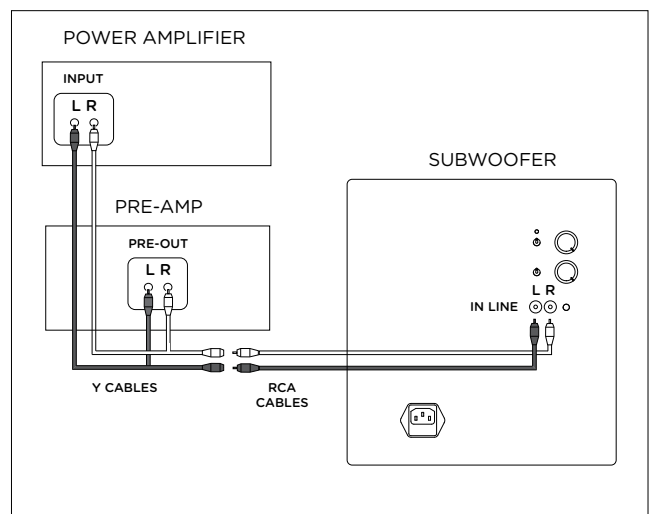 POWER AMPLIFIER
INPUT
L R
SUBWOOFER
PRE-AMP
PRE-OUT
L R
L R
IN LINE
Y CABLES
RCA
CABLES